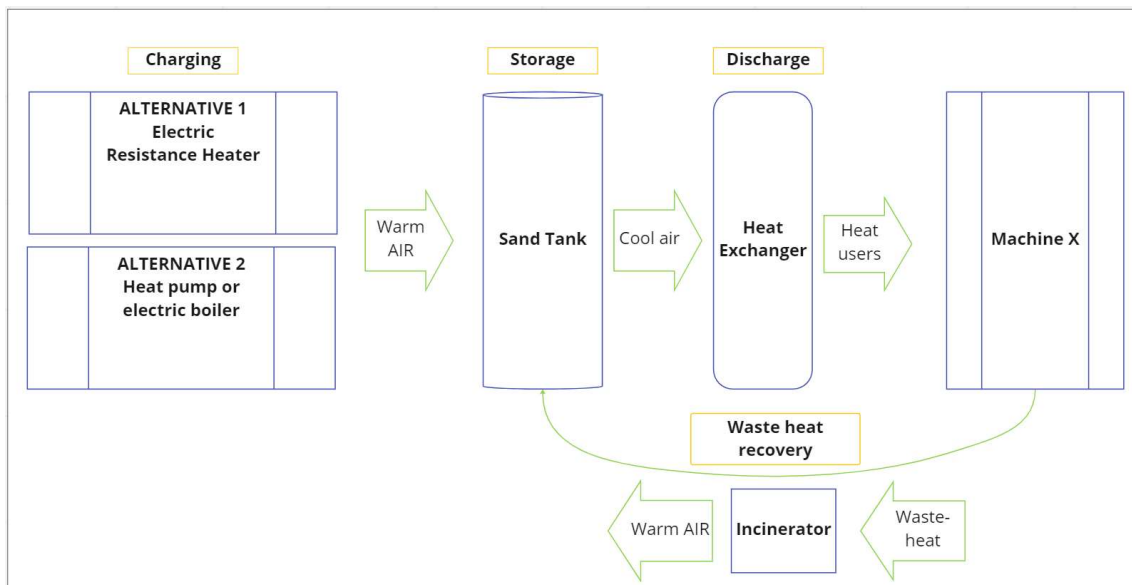 Charging
Storage
Discharge
ALTERNATIVE 1
Electric
Resistance Heater
ALTERNATIVE 2
Heat pump or
electric boiler
Warm
AIR
Sand Tank
Cool air
Heat
Exchanger
Heat
users
Machine X
Waste heat
recovery
Warm AIR
Incinerator
Waste-
heat